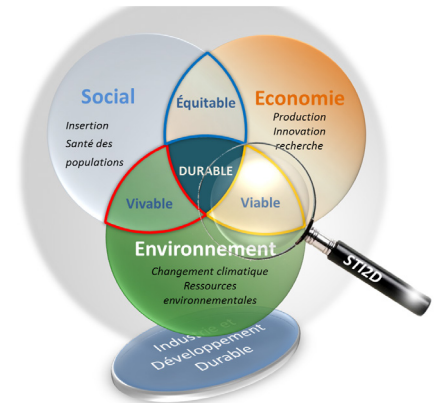 Social
Équitable
Economie
Insertion
Santé des
populations
Production
Innovation
recherche
DURABLE
Vivable
Viable
Environnement
Changement climatique
Ressources
environnementales
STI2D
Industrie et
Développement
Durable